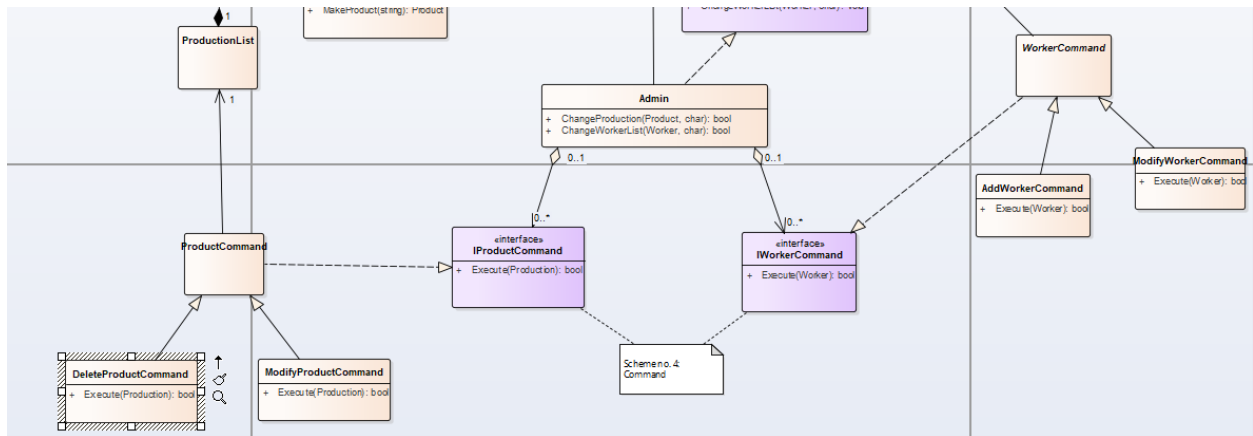 1
ProductionList
+ MakeProduct(string): Product
WorkerCommand
Admin
+ ChangeProduction(Product, char): bool
+ ChangeWorkerList(Worker, char): bool
1
0..1
0..1
ModifyWorkerCommand
+ Execute(Worker): bool
AddWorkerCommand
+ Execute(Worker): bool
0..*
0..*
ProductCommand
«interface»
IProductCommand
+ Execute(Production): bool
«interface»
IWorkerCommand
+ Execute(Worker): bool
Scheme no. 4:
Command
DeleteProductCommand
+ Execute(Production): bool
ModifyProductCommand
+ Execute(Production): bool